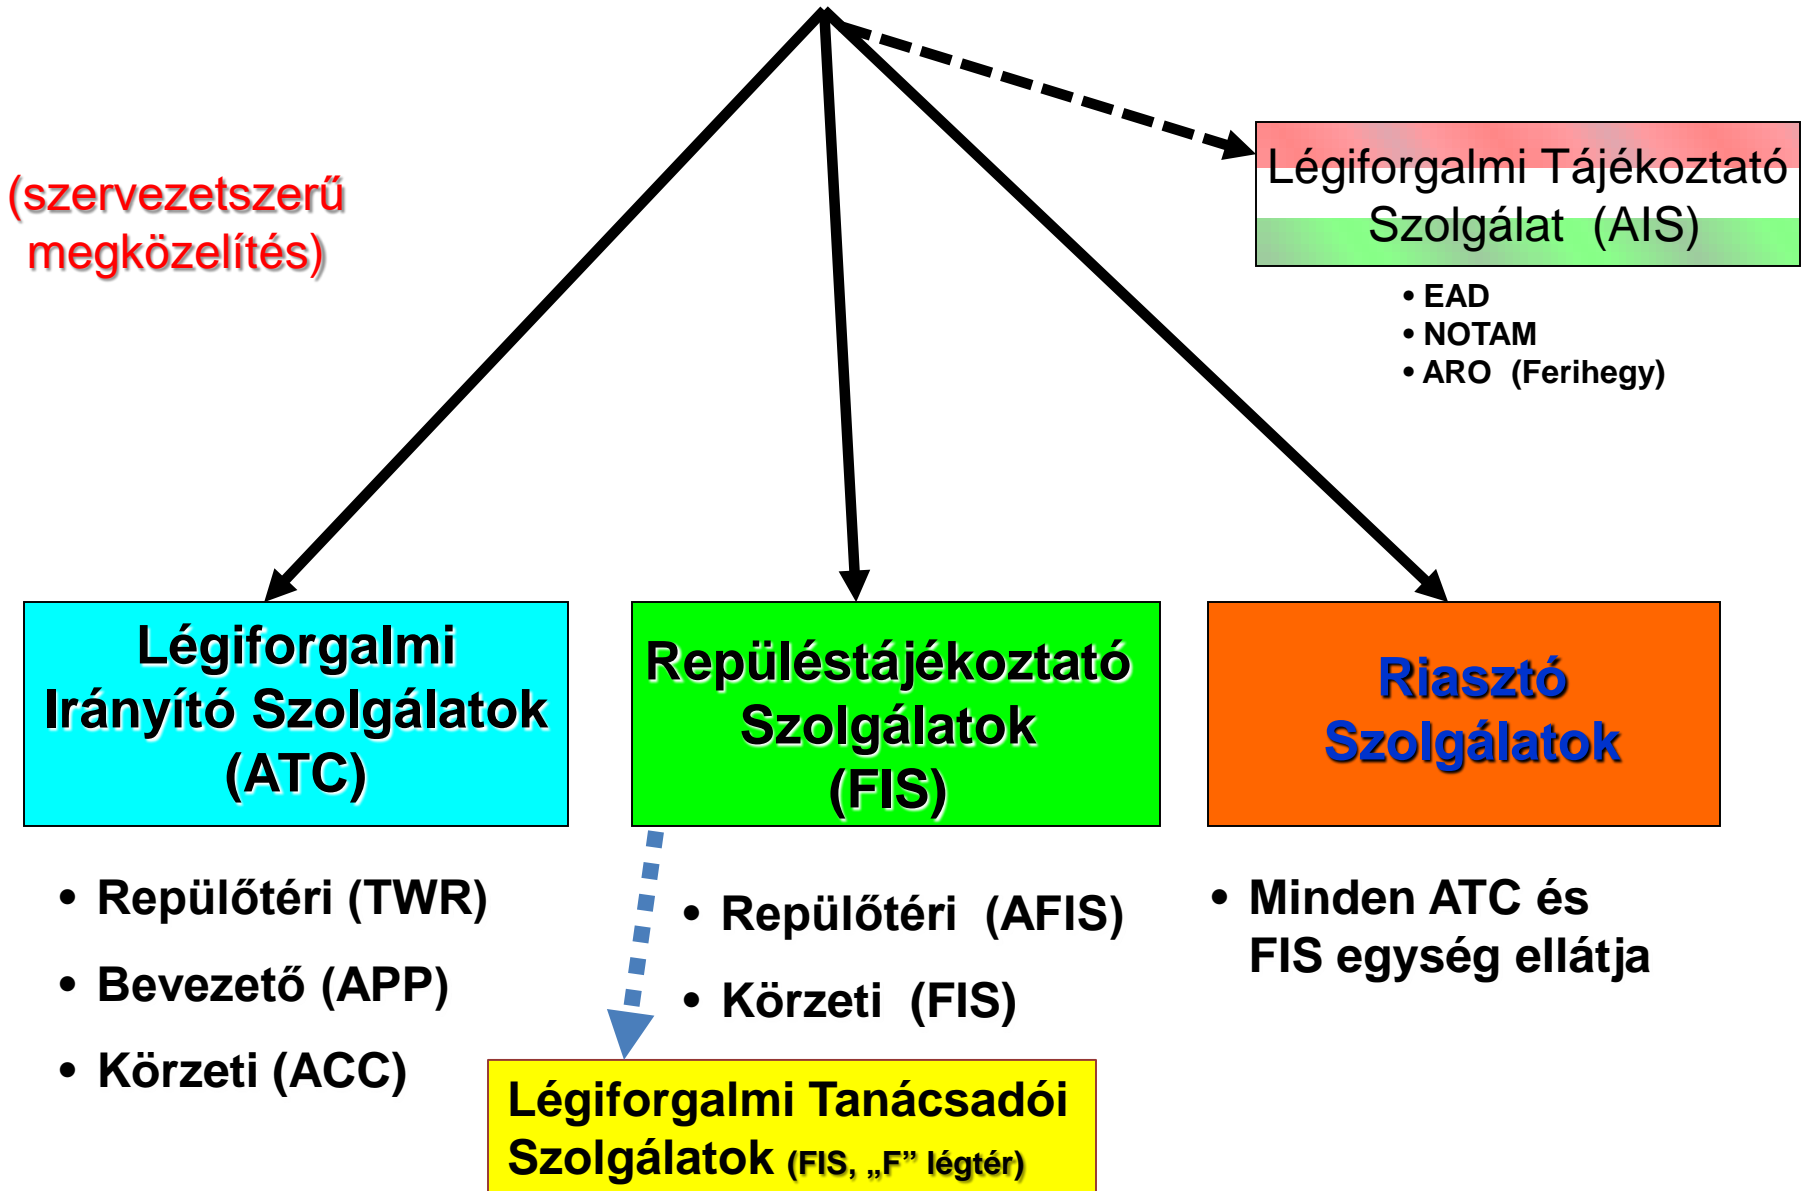 (szervezetszerű
megközelítés)
Légiforgalmi Tájékoztató
Szolgálat (AIS)
• EAD
• NOTAM
• ARO (Ferihegy)
Légiforgalmi
Irányító Szolgálatok
(ATC)
• Repülőtéri (TWR)
• Bevezető (APP)
• Körzeti (ACC)
Repüléstájékoztató
Szolgálatok
(FIS)
• Repülőtéri (AFIS)
• Körzeti (FIS)
Légiforgalmi Tanácsadói
Szolgálatok (FIS, „F” légtér)
Riasztó
Szolgálatok
• Minden ATC és
FIS egység ellátja